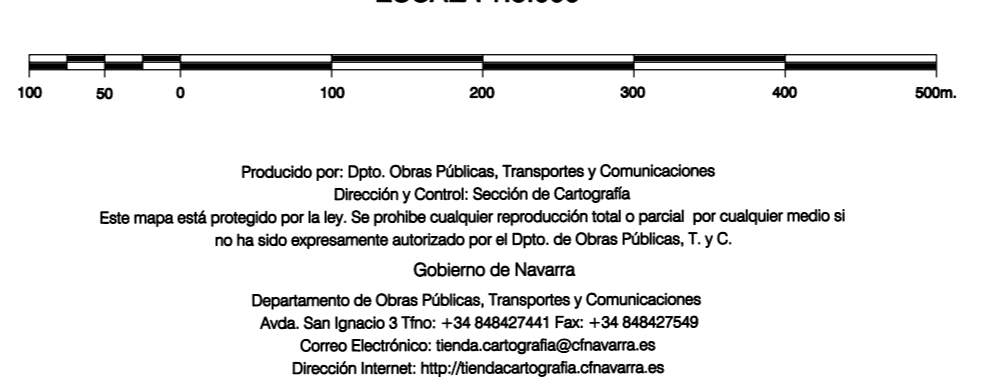 100 50 0 100 200 300 400 500m.
Producido por: Dpto. Obras Públicas, Transportes y Comunicaciones
Dirección y Control: Sección de Cartografía
Este mapa está protegido por la ley. Se prohibe cualquier reproducción total o parcial por cualquier medio si
no ha sido expresamente autorizado por el Dpto. de Obras Públicas, T. y C.
Gobierno de Navarra
Departamento de Obras Públicas, Transportes y Comunicaciones
Avda. San Ignacio 3 Tfno: +34 848427441 Fax: +34 848427549
Correo Electrónico: tienda.cartografia@cfnavarra.es
Dirección Internet: http://tiendacartografia.cfnavarra.es